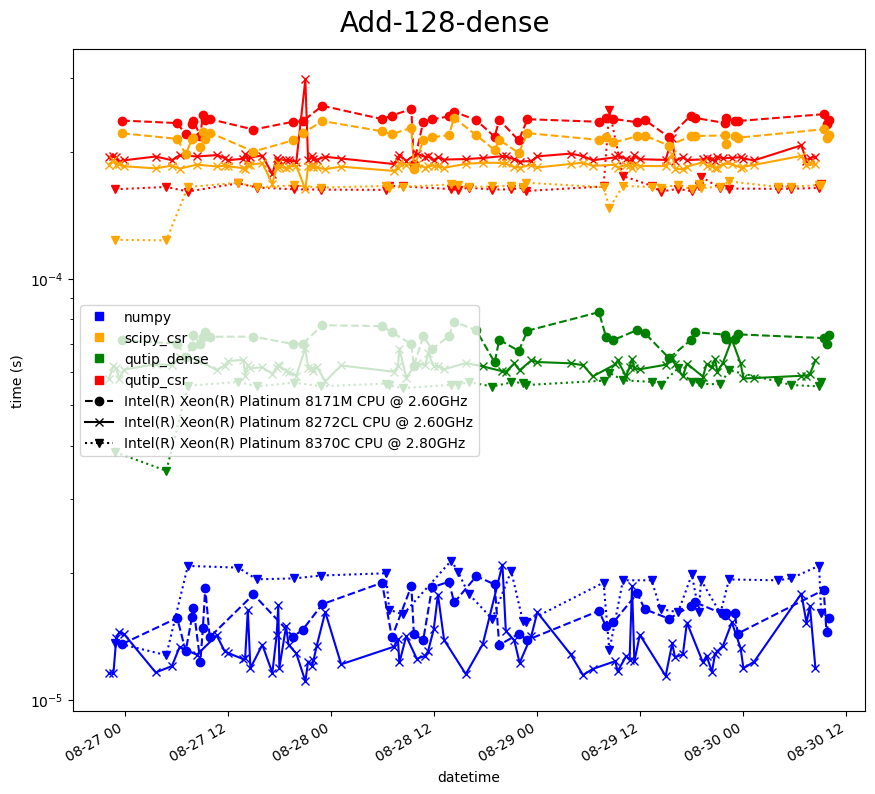 Add-128-dense
time (s)
10⁻⁴
10⁻⁵
numpy
scipy_csr
qutip_dense
qutip_csr
Intel(R) Xeon(R) Platinum 8171M CPU @ 2.60GHz
Intel(R) Xeon(R) Platinum 8272CL CPU @ 2.60GHz
Intel(R) Xeon(R) Platinum 8370C CPU @ 2.80GHz
08-27 00
08-27 12
08-28 00
08-28 12
08-29 00
08-29 12
08-30 00
08-30 12
datetime